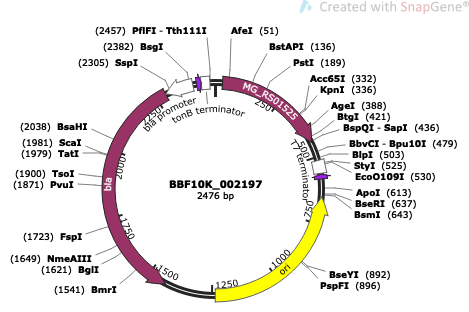 Created with SnapGene®
(2457) PflFI - Tth111I
AfeI (51)
(2382) BsgI
BstAPI (136)
(2305) SspI
PstI (189)
Acc65I (332)
KpnI (336)
AgeI (388)
BtgI (421)
BspQI - SapI (436)
BbvCI - Bpu10I (479)
BlpI (503)
StyI (525)
EcoO109I (530)
ApoI (613)
BseRI (637)
BsmI (643)
BseYI (892)
PspFI (896)
(2038) BsaHI
(1981) ScaI
(1979) TatI
(1900) TsoI
(1871) PvuI
(1723) FspI
(1649) NmeAIII
(1621) BglI
(1541) BmrI
BBF10K_002197
2476 bp
MG_RS01525
bla promoter
tonB terminator
T7 terminator
bla
ori
250
500
750
1000
1250
1500
1750
2000
2250